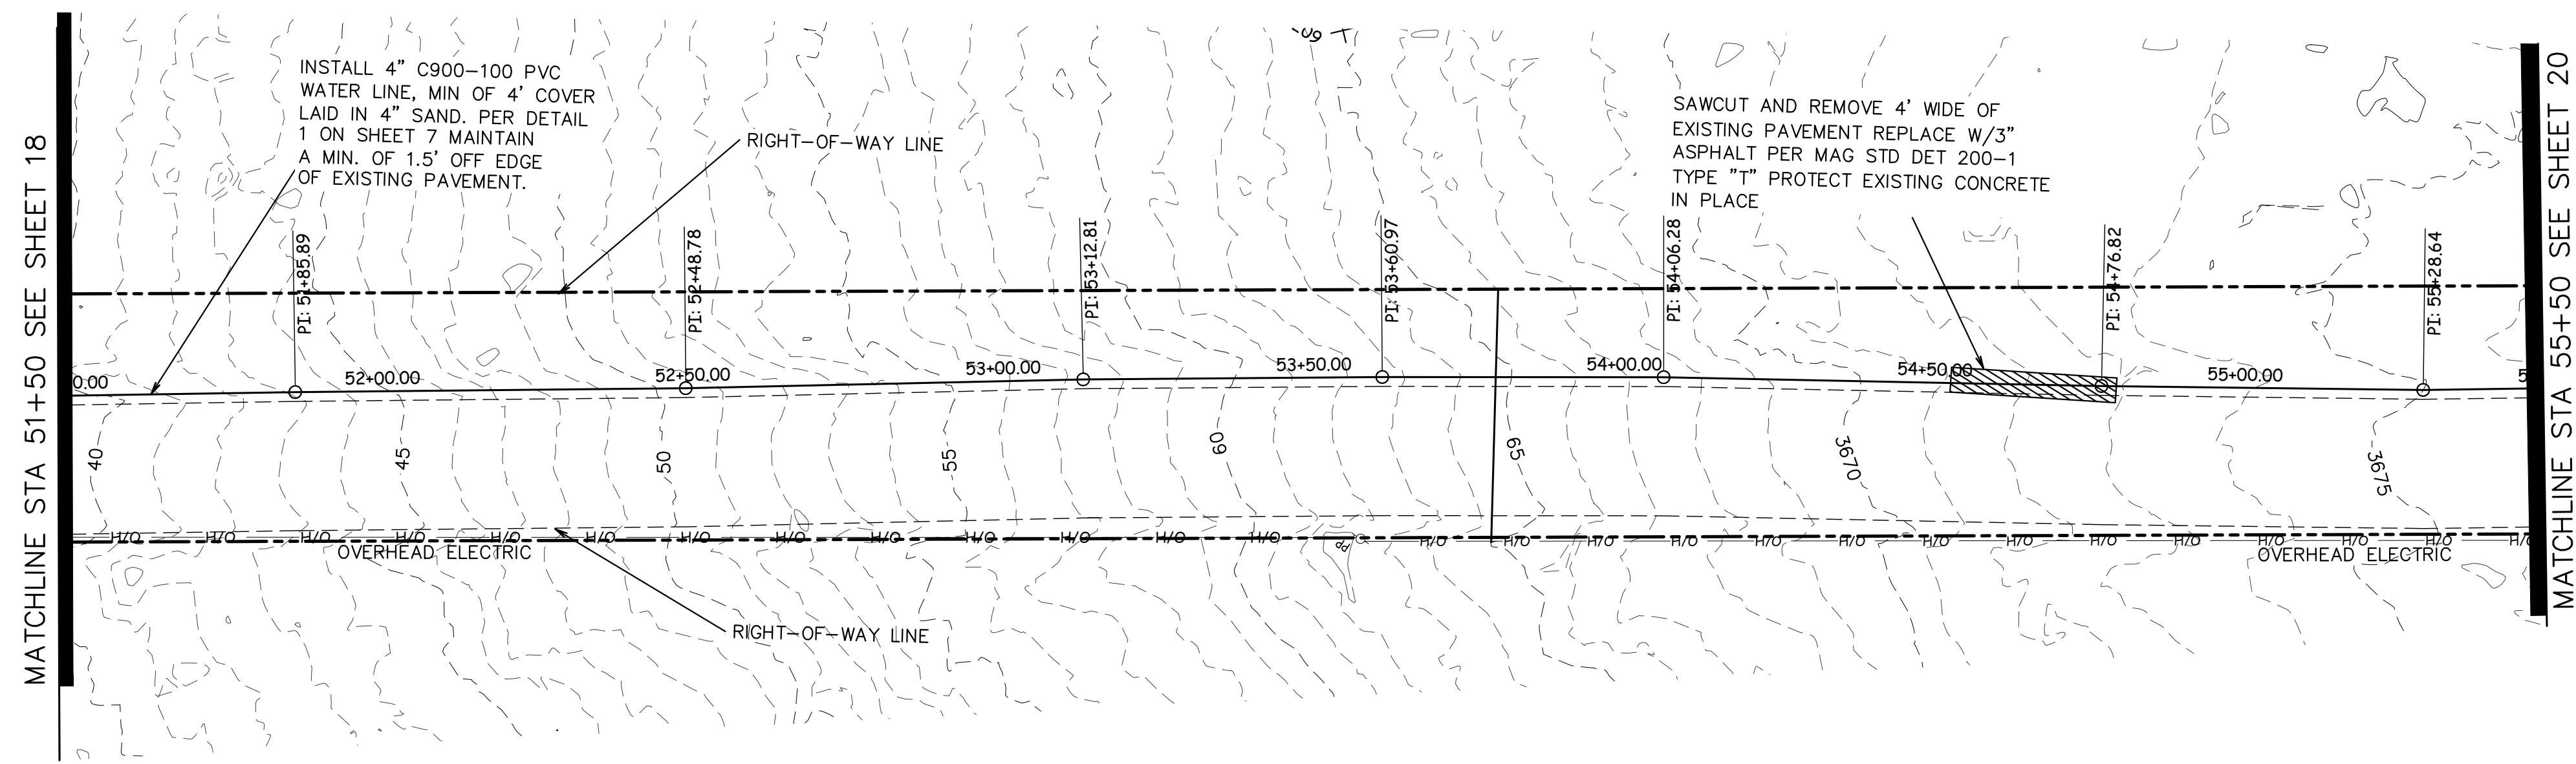 MATCHLINE STA 51+50 SEE SHEET 18
INSTALL 4" C900-100 PVC
WATER LINE, MIN OF 4' COVER
LAID IN 4" SAND. PER DETAIL
1 ON SHEET 7 MAINTAIN
A MIN. OF 1.5' OFF EDGE
OF EXISTING PAVEMENT.
RIGHT-OF-WAY LINE
SAWCUT AND REMOVE 4' WIDE OF
EXISTING PAVEMENT REPLACE W/3"
ASPHALT PER MAG STD DET 200-1
TYPE "T" PROTECT EXISTING CONCRETE
IN PLACE
MATCHLINE STA 55+50 SEE SHEET 20
PI: 51+85.89
PI: 52+48.78
PI: 53+12.81
PI: 53+60.97
PI: 54+06.28
PI: 54+76.82
PI: 55+28.64
0.00
52+00.00
52+50.00
53+00.00
53+50.00
54+00.00
54+50.00
55+00.00
5
40
45
50
55
60
65
3670
3675
H/O H/O H/O H/O H/O H/O H/O H/O H/O H/O H/O H/O H/O H/O H/O H/O H/O H/O H/O H/O H/O H/O H/O H/O H/O H/O H/O
PB
OVERHEAD ELECTRIC
OVERHEAD ELECTRIC
RIGHT-OF-WAY LINE